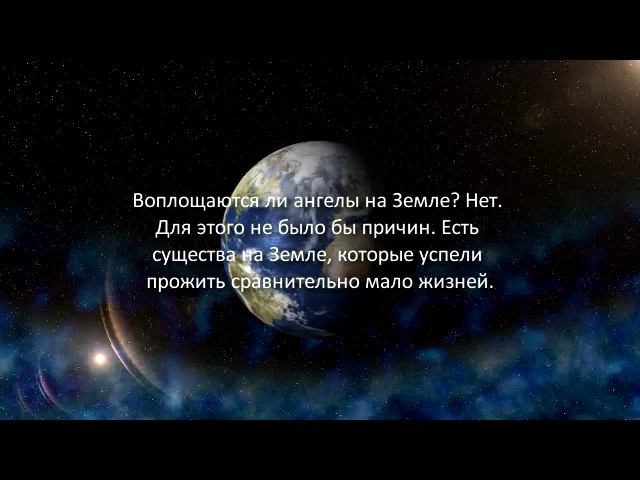 Воплощаются ли ангелы на Земле? Нет.
Для этого не было бы причин. Есть
существа на Земле, которые успели
прожить сравнительно мало жизней.